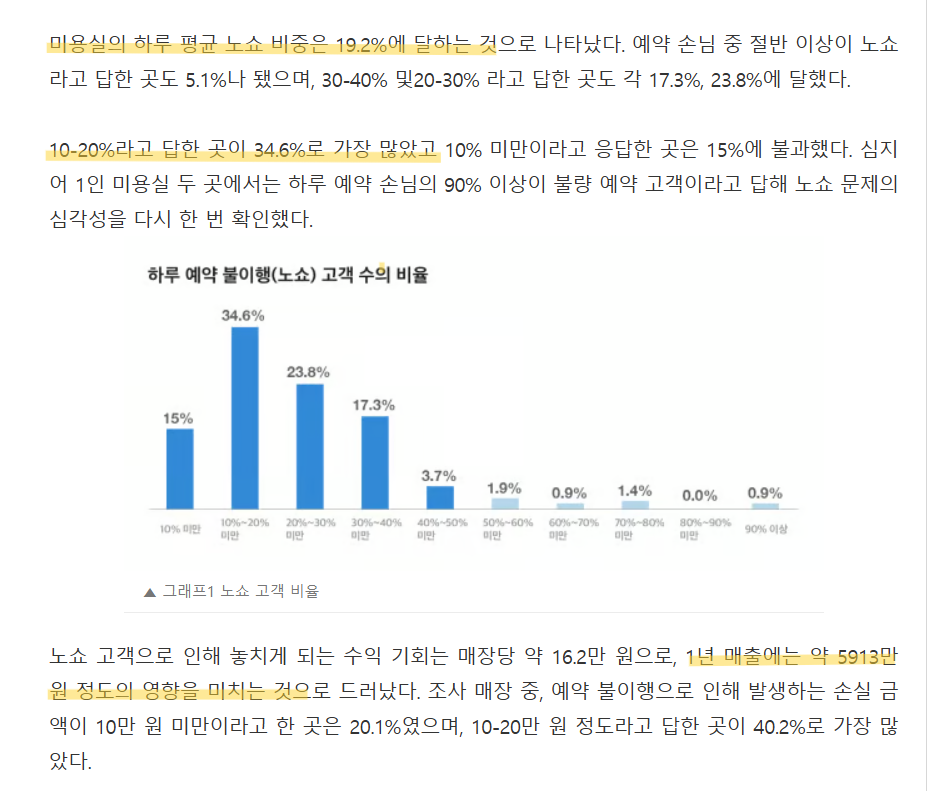 미용실의 하루 평균 노쇼 비중은 19.2%에 달하는 것으로 나타났다. 예약 손님 중 절반 이상이 노쇼
라고 답한 곳도 5.1%나 됐으며, 30-40% 및20-30% 라고 답한 곳도 각 17.3%, 23.8%에 달했다.
10-20%라고 답한 곳이 34.6%로 가장 많았고 10% 미만이라고 응답한 곳은 15%에 불과했다. 심지
어 1인 미용실 두 곳에서는 하루 예약 손님의 90% 이상이 불량 예약 고객이라고 답해 노쇼 문제의
심각성을 다시 한 번 확인했다.
하루 예약 불이행(노쇼) 고객 수의 비율
34.6%
23.8%
17.3%
15%
3.7%
1.9%
0.9%
1.4%
0.0%
0.9%
10% 미만
10%~20% 미만
20%~30% 미만
30%~40% 미만
40%~50% 미만
50%~60% 미만
60%~70% 미만
70%~80% 미만
80%~90% 미만
90% 이상
▲ 그래프1 노쇼 고객 비율
노쇼 고객으로 인해 놓치게 되는 수익 기회는 매장당 약 16.2만 원으로, 1년 매출에는 약 5913만
원 정도의 영향을 미치는 것으로 드러났다. 조사 매장 중, 예약 불이행으로 인해 발생하는 손실 금
액이 10만 원 미만이라고 한 곳은 20.1%였으며, 10-20만 원 정도라고 답한 곳이 40.2%로 가장 많
았다.